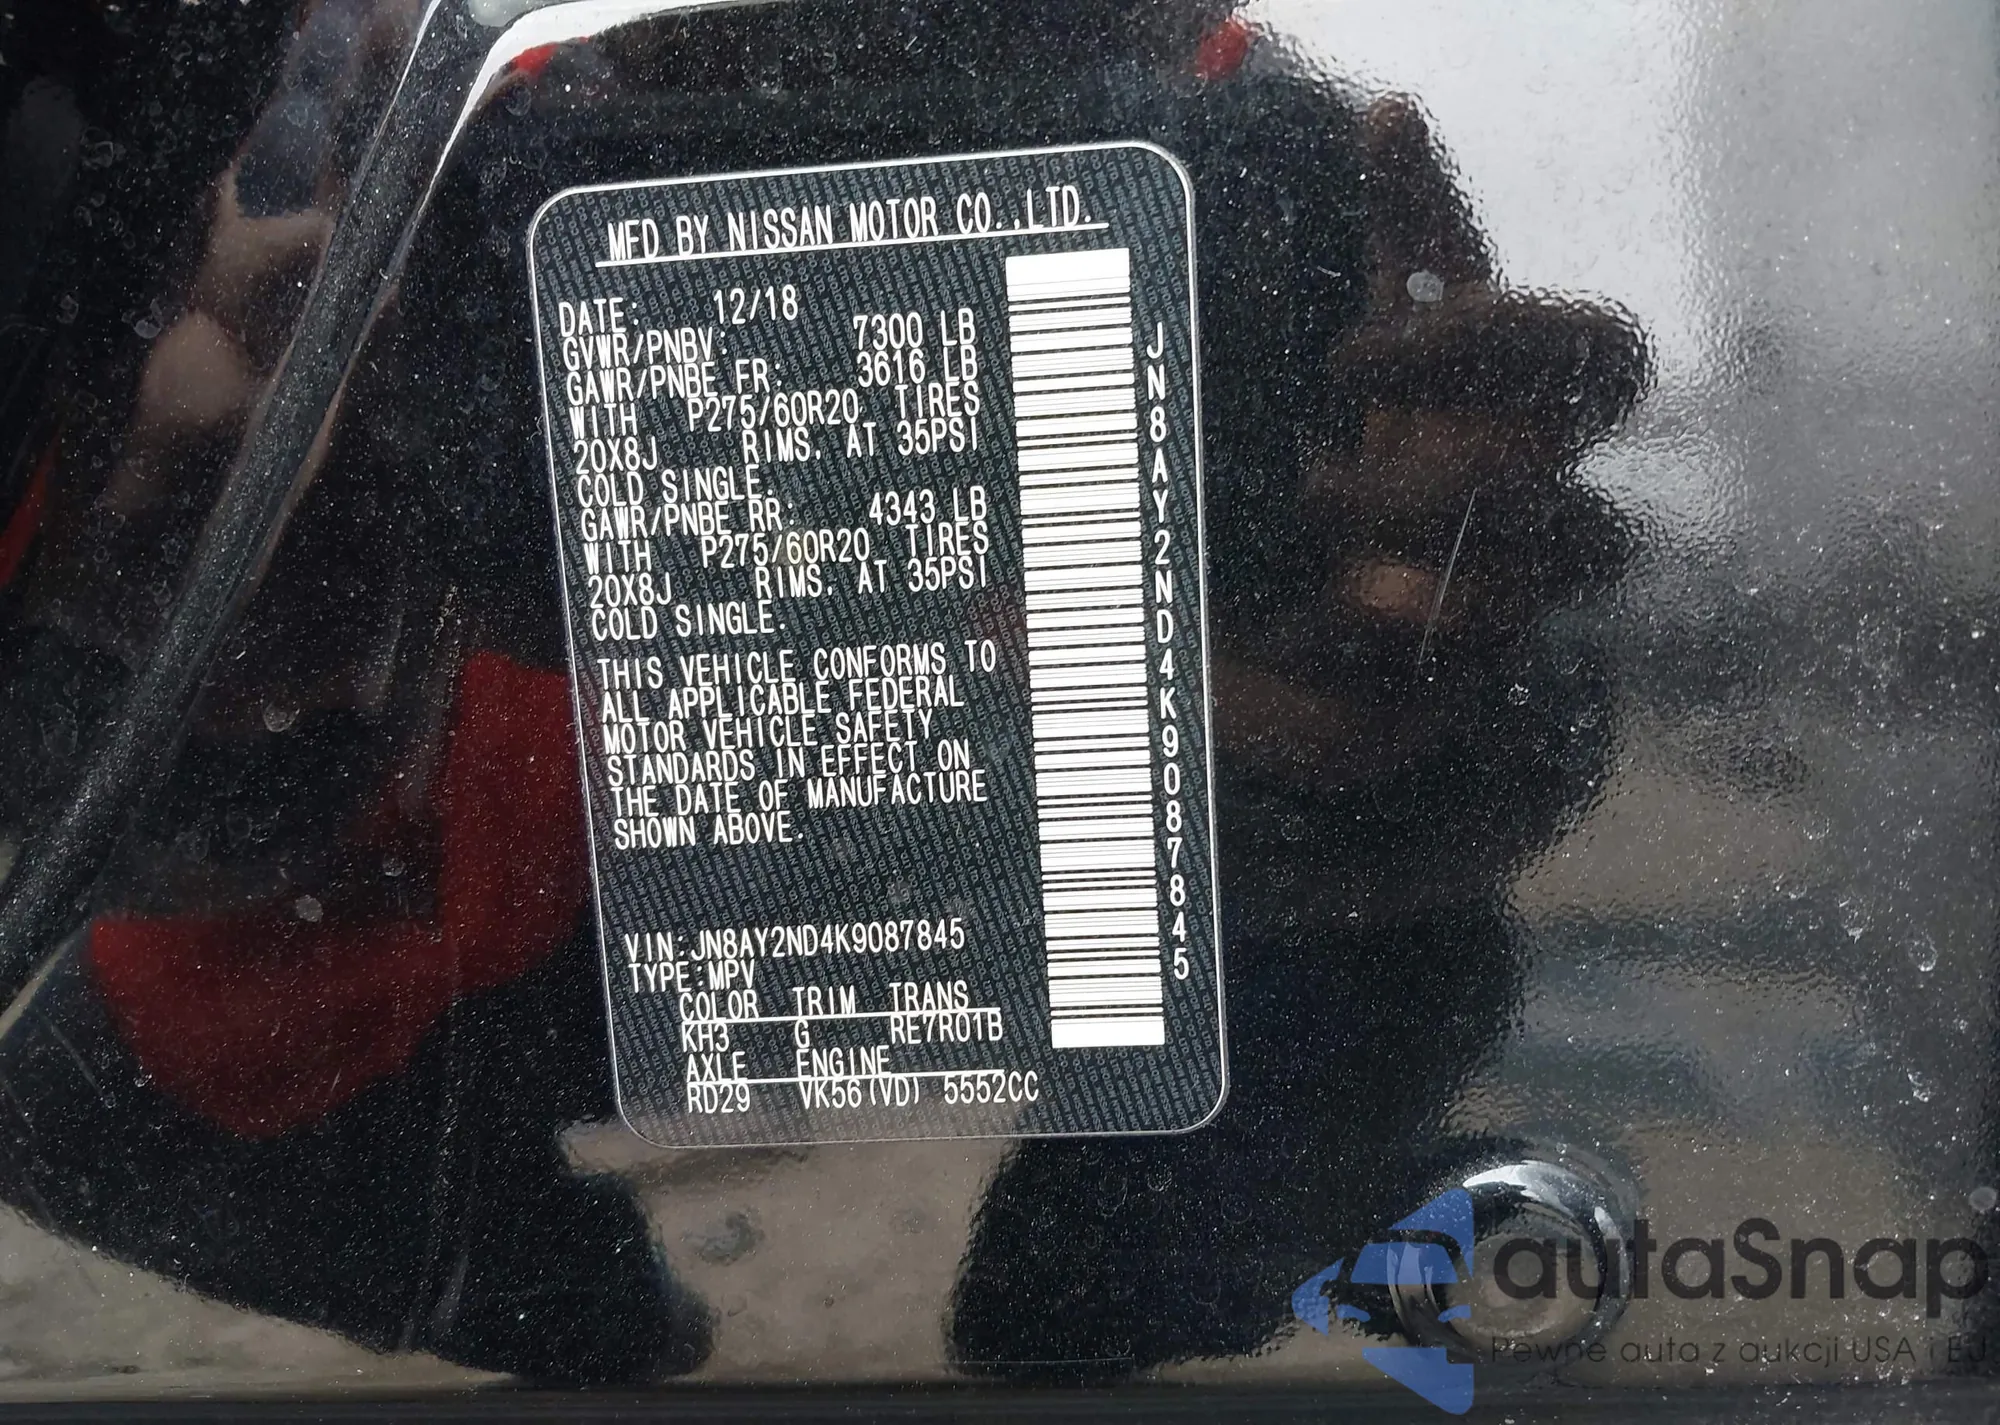 MFD BY NISSAN MOTOR CO.,LTD.
DATE: 12/18
GVWR/PNBV: 7300 LB
GAWR/PNBE FR: 3616 LB
WITH P275/60R20 TIRES
20X8J RIMS. AT 35PSI
COLD SINGLE.
GAWR/PNBE RR: 4343 LB
WITH P275/60R20 TIRES
20X8J RIMS. AT 35PSI
COLD SINGLE.
THIS VEHICLE CONFORMS TO
ALL APPLICABLE FEDERAL
MOTOR VEHICLE SAFETY
STANDARDS IN EFFECT ON
THE DATE OF MANUFACTURE
SHOWN ABOVE.
VIN:JN8AY2ND4K9087845
TYPE:MPV
COLOR TRIM TRANS
KH3 G RE7R01B
AXLE ENGINE
RD29 VK56(VD) 5552CC
JN8AY2ND4K9087845
autaSnap
Pewne auta z aukcji USA i EU